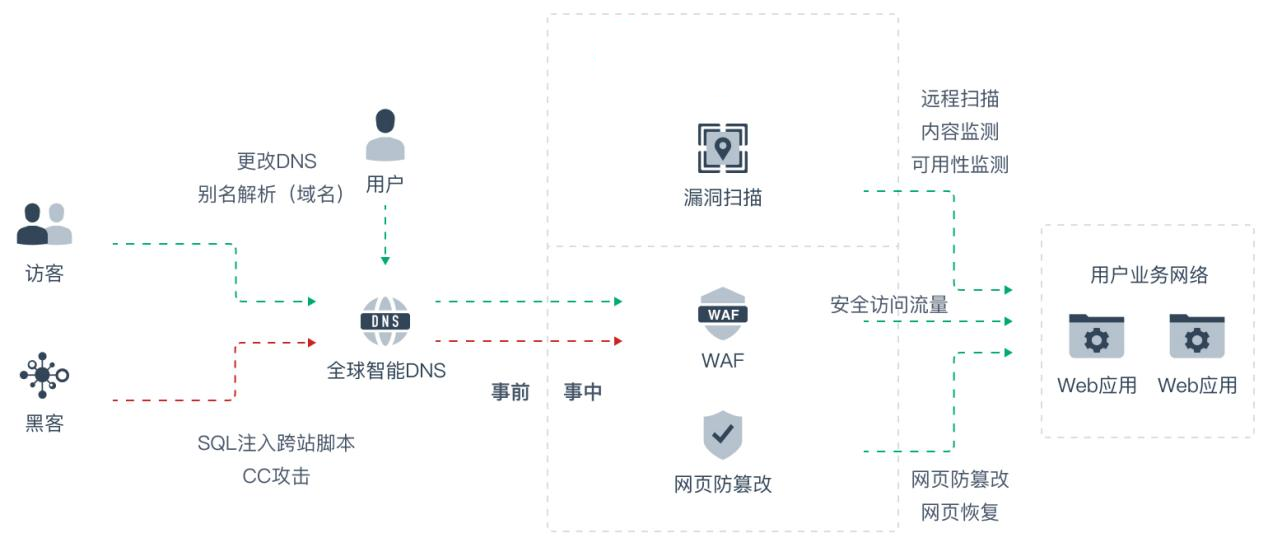 更改DNS
别名解析（域名）
用户
访客
黑客
SQL注入跨站脚本
CC攻击
DNS
全球智能DNS
事前
事中
漏洞扫描
WAF
WAF
网页防篡改
远程扫描
内容监测
可用性监测
安全访问流量
网页防篡改
网页恢复
用户业务网络
Web应用
Web应用